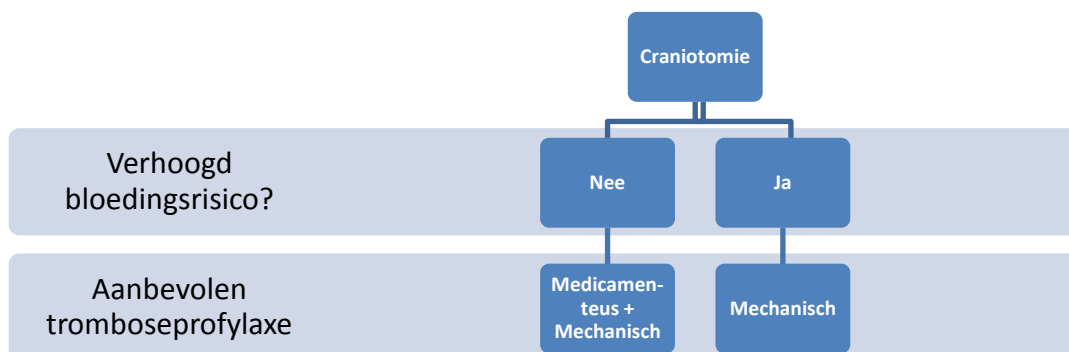 Craniotomie
Verhoogd
bloedingsrisico?
Nee
Ja
Aanbevolen
tromboseprofylaxe
Medicamen-
teus +
Mechanisch
Mechanisch